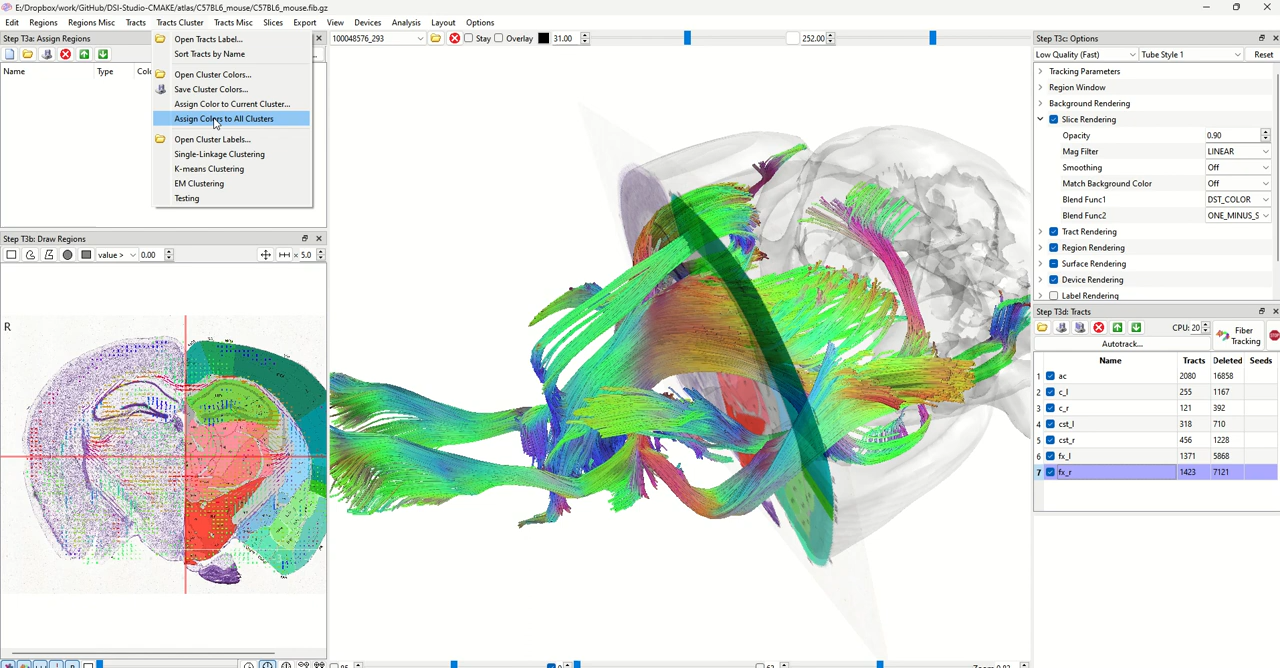 E:/Dropbox/work/GitHub/DSI-Studio-CMAKE/atlas/C57BL6_mouse/C57BL6_mouse.fib.gz
Edit Regions Regions Misc Tracts Tracts Cluster Tracts Misc Slices Export View Devices Analysis Layout Options
Step T3a: Assign Regions
Name Type
Open Tracts Label...
Sort Tracts by Name
Open Cluster Colors...
Save Cluster Colors...
Assign Color to Current Cluster...
Assign Colors to All Clusters
Open Cluster Labels...
Single-Linkage Clustering
K-means Clustering
EM Clustering
Testing
100048576_293 Stay Overlay 31.00 252.00
Step T3b: Draw Regions
value > 0.00 × 5.0
R
Step T3c: Options
Low Quality (Fast) Tube Style 1 Reset
Tracking Parameters
Region Window
Background Rendering
Slice Rendering
Opacity 0.90
Mag Filter LINEAR
Smoothing Off
Match Background Color Off
Blend Func1 DST_COLOR
Blend Func2 ONE_MINUS_S
Tract Rendering
Region Rendering
Surface Rendering
Device Rendering
Label Rendering
Step T3d: Tracts
CPU: 20 Fiber Tracking STOP
Autotrack...
Name Tracts Deleted Seeds
1 ac 2080 16858
2 c_l 255 1167
3 c_r 121 392
4 cst_l 318 710
5 cst_r 456 1228
6 fx_l 1371 5868
7 fx_r 1423 7121